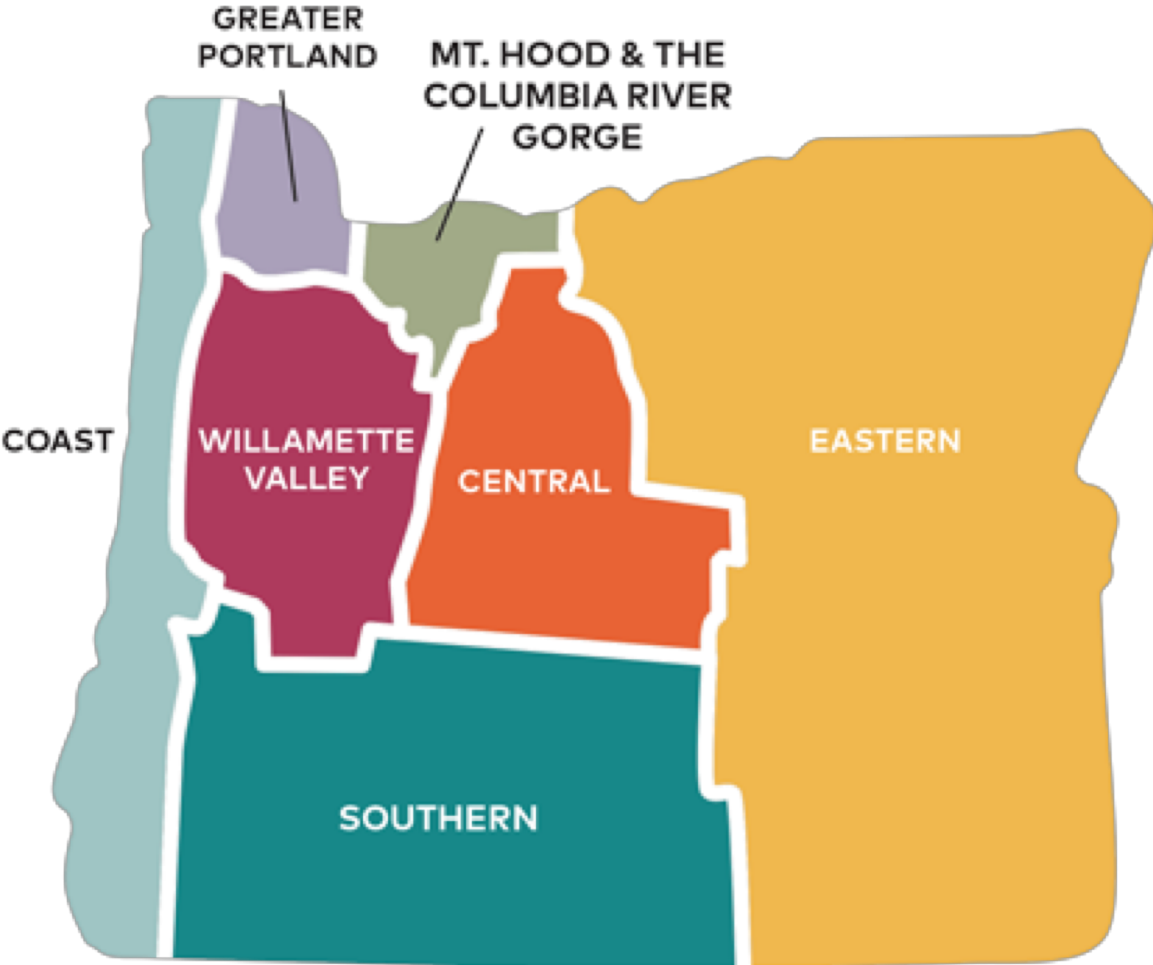 GREATER
PORTLAND
MT. HOOD & THE
COLUMBIA RIVER
GORGE
COAST
WILLAMETTE
VALLEY
CENTRAL
EASTERN
SOUTHERN